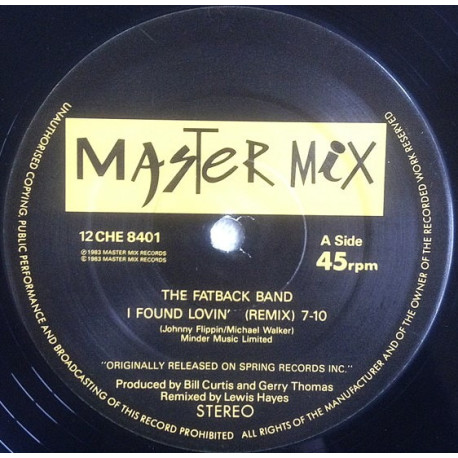 MASTER MiX
12 CHE 8401
℗ 1983 MASTER MIX RECORDS
© 1983 MASTER MIX RECORDS
A Side
45rpm
THE FATBACK BAND
I FOUND LOVIN' (REMIX) 7-10
(Johnny Flippin/Michael Walker)
Minder Music Limited
"ORIGINALLY RELEASED ON SPRING RECORDS INC."
Produced by Bill Curtis and Gerry Thomas
Remixed by Lewis Hayes
STEREO
UNAUTHORISED COPYING, PUBLIC PERFORMANCE AND BROADCASTING OF THIS RECORD PROHIBITED ALL RIGHTS OF THE MANUFACTURER AND OF THE OWNER OF THE RECORDED WORK RESERVED